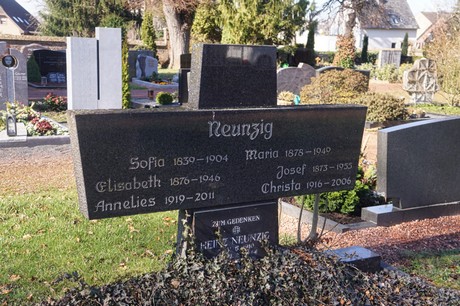 Neunzig
Sofia 1839–1904 Maria 1878–1949
Elisabeth 1876–1946 Josef 1873–1955
Annelies 1919–2011 Christa 1916–2006
ZUM GEDENKEN
HEINZ NEUNZIG